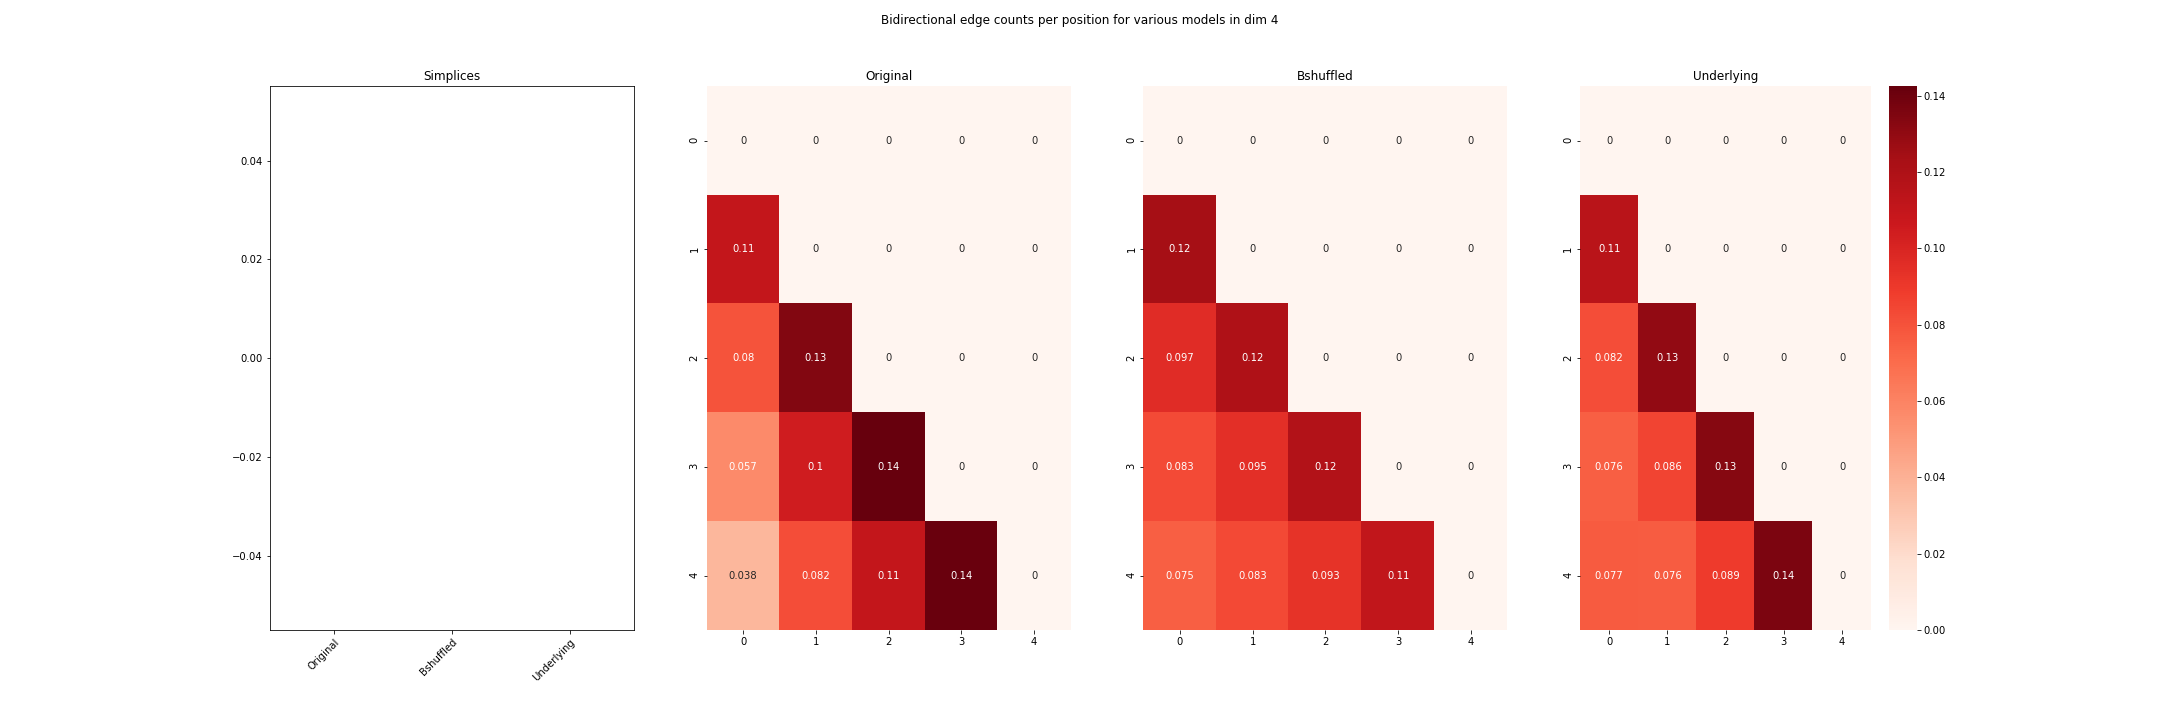 Bidirectional edge counts per position for various models in dim 4
Simplices
0.04
0.02
0.00
−0.02
−0.04
Original
Bshuffled
Underlying
Original
0 0 0 0 0 0
1 0.11 0 0 0 0
2 0.08 0.13 0 0 0
3 0.057 0.1 0.14 0 0
4 0.038 0.082 0.11 0.14 0
0 1 2 3 4
Bshuffled
0 0 0 0 0 0
1 0.12 0 0 0 0
2 0.097 0.12 0 0 0
3 0.083 0.095 0.12 0 0
4 0.075 0.083 0.093 0.11 0
0 1 2 3 4
Underlying
0 0 0 0 0 0
1 0.11 0 0 0 0
2 0.082 0.13 0 0 0
3 0.076 0.086 0.13 0 0
4 0.077 0.076 0.089 0.14 0
0 1 2 3 4
0.14
0.12
0.10
0.08
0.06
0.04
0.02
0.00